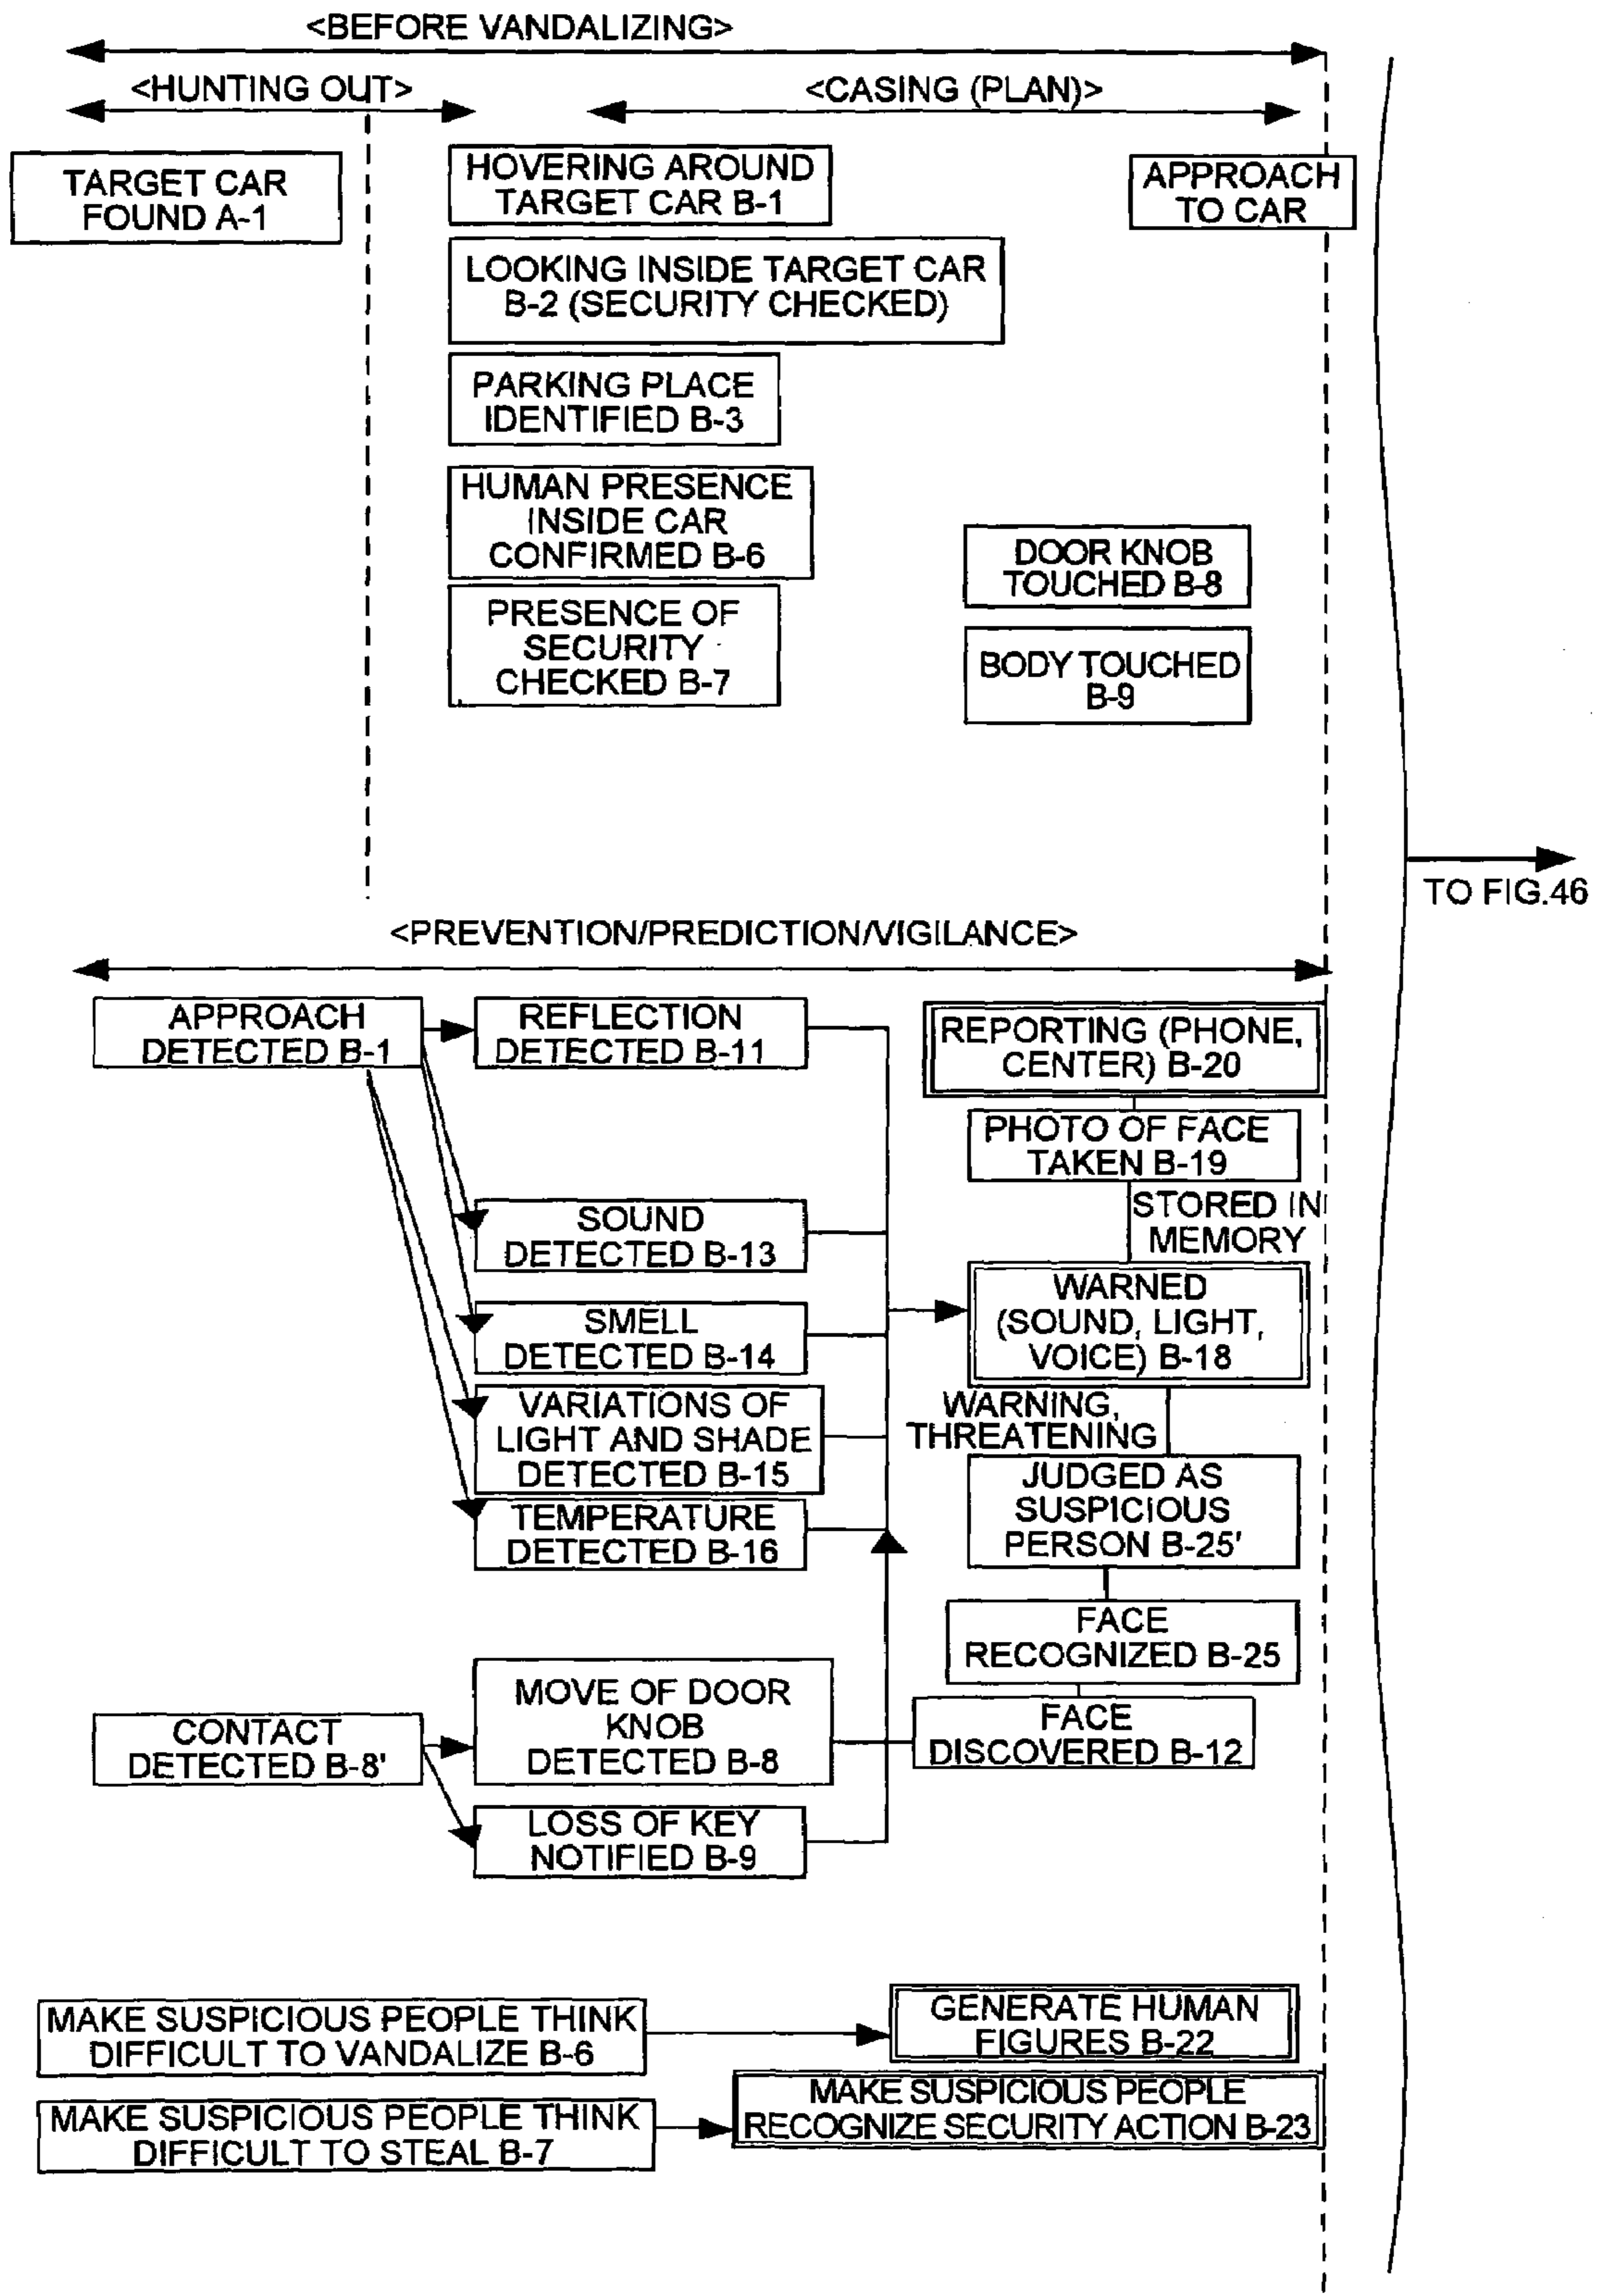 <BEFORE VANDALIZING>
<HUNTING OUT>
<CASING (PLAN)>
TARGET CAR
FOUND A-1
HOVERING AROUND
TARGET CAR B-1
APPROACH
TO CAR
LOOKING INSIDE TARGET CAR
B-2 (SECURITY CHECKED)
PARKING PLACE
IDENTIFIED B-3
HUMAN PRESENCE
INSIDE CAR
CONFIRMED B-6
DOOR KNOB
TOUCHED B-8
PRESENCE OF
SECURITY
CHECKED B-7
BODY TOUCHED
B-9
TO FIG.46
<PREVENTION/PREDICTION/VIGILANCE>
APPROACH
DETECTED B-1
REFLECTION
DETECTED B-11
REPORTING (PHONE,
CENTER) B-20
PHOTO OF FACE
TAKEN B-19
STORED IN
MEMORY
SOUND
DETECTED B-13
WARNED
(SOUND, LIGHT,
VOICE) B-18
SMELL
DETECTED B-14
VARIATIONS OF
LIGHT AND SHADE
DETECTED B-15
WARNING,
THREATENING
JUDGED AS
SUSPICIOUS
PERSON B-25'
TEMPERATURE
DETECTED B-16
FACE
RECOGNIZED B-25
CONTACT
DETECTED B-8'
MOVE OF DOOR
KNOB
DETECTED B-8
FACE
DISCOVERED B-12
LOSS OF KEY
NOTIFIED B-9
MAKE SUSPICIOUS PEOPLE THINK
DIFFICULT TO VANDALIZE B-6
GENERATE HUMAN
FIGURES B-22
MAKE SUSPICIOUS PEOPLE THINK
DIFFICULT TO STEAL B-7
MAKE SUSPICIOUS PEOPLE
RECOGNIZE SECURITY ACTION B-23